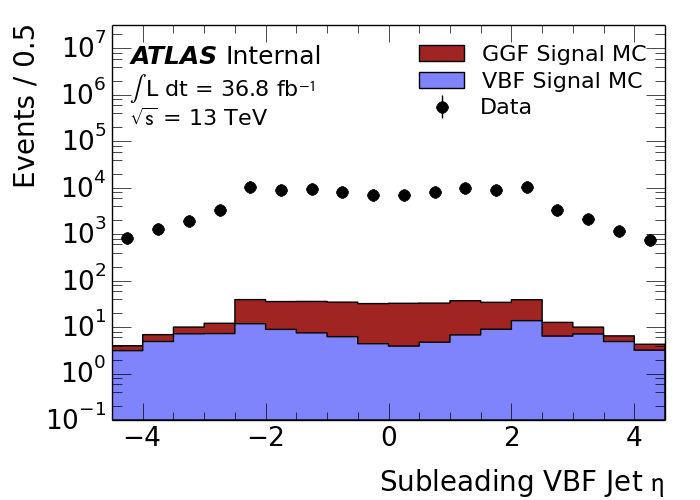 Events / 0.5
10⁷
10⁶
10⁵
10⁴
10³
10²
10¹
10⁰
10⁻¹
ATLAS Internal
∫L dt = 36.8 fb⁻¹
√s = 13 TeV
GGF Signal MC
VBF Signal MC
Data
−4 −2 0 2 4
Subleading VBF Jet η